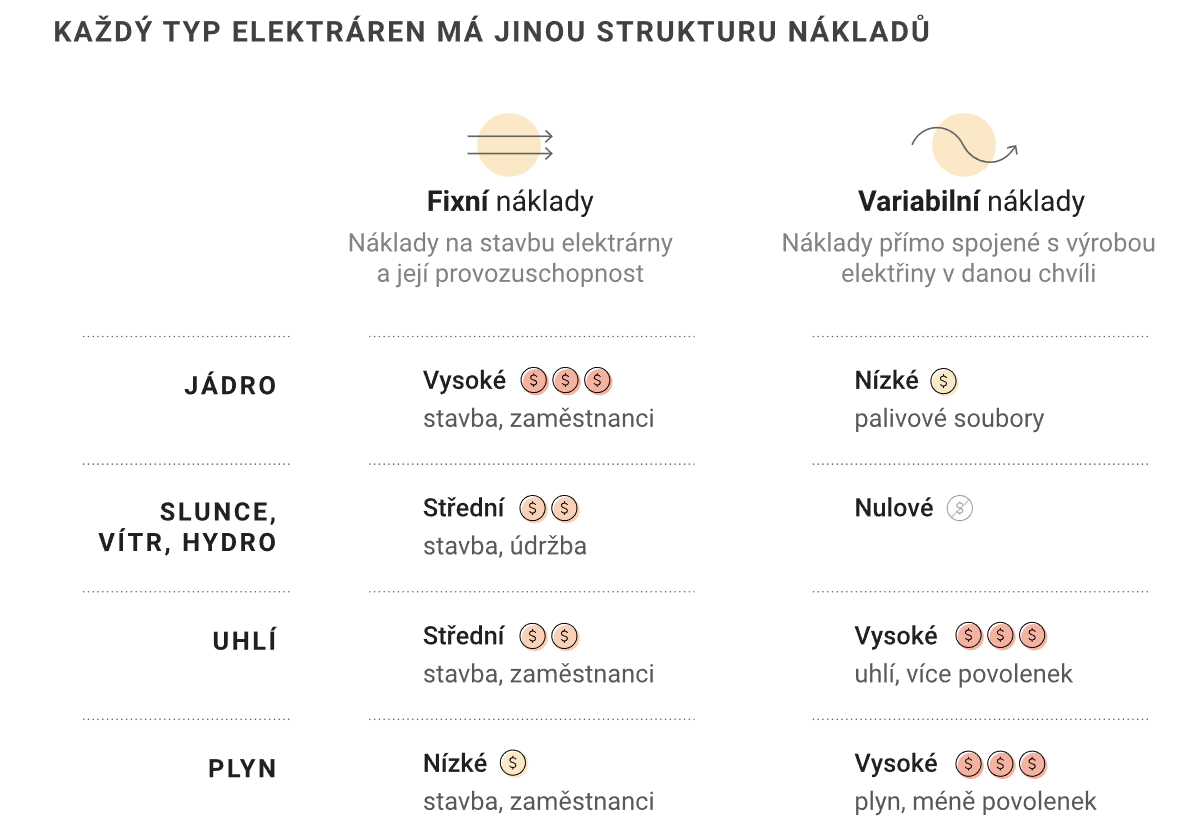 KAŽDÝ TYP ELEKTRÁREN MÁ JINOU STRUKTURU NÁKLADŮ
Fixní náklady
Náklady na stavbu elektrárny
a její provozuschopnost
Variabilní náklady
Náklady přímo spojené s výrobou
elektřiny v danou chvíli
JÁDRO
Vysoké $ $ $
stavba, zaměstnanci
Nízké $
palivové soubory
SLUNCE,
VÍTR, HYDRO
Střední $ $
stavba, údržba
Nulové $
UHLÍ
Střední $ $
stavba, zaměstnanci
Vysoké $ $ $
uhlí, více povolenek
PLYN
Nízké $
stavba, zaměstnanci
Vysoké $ $ $
plyn, méně povolenek